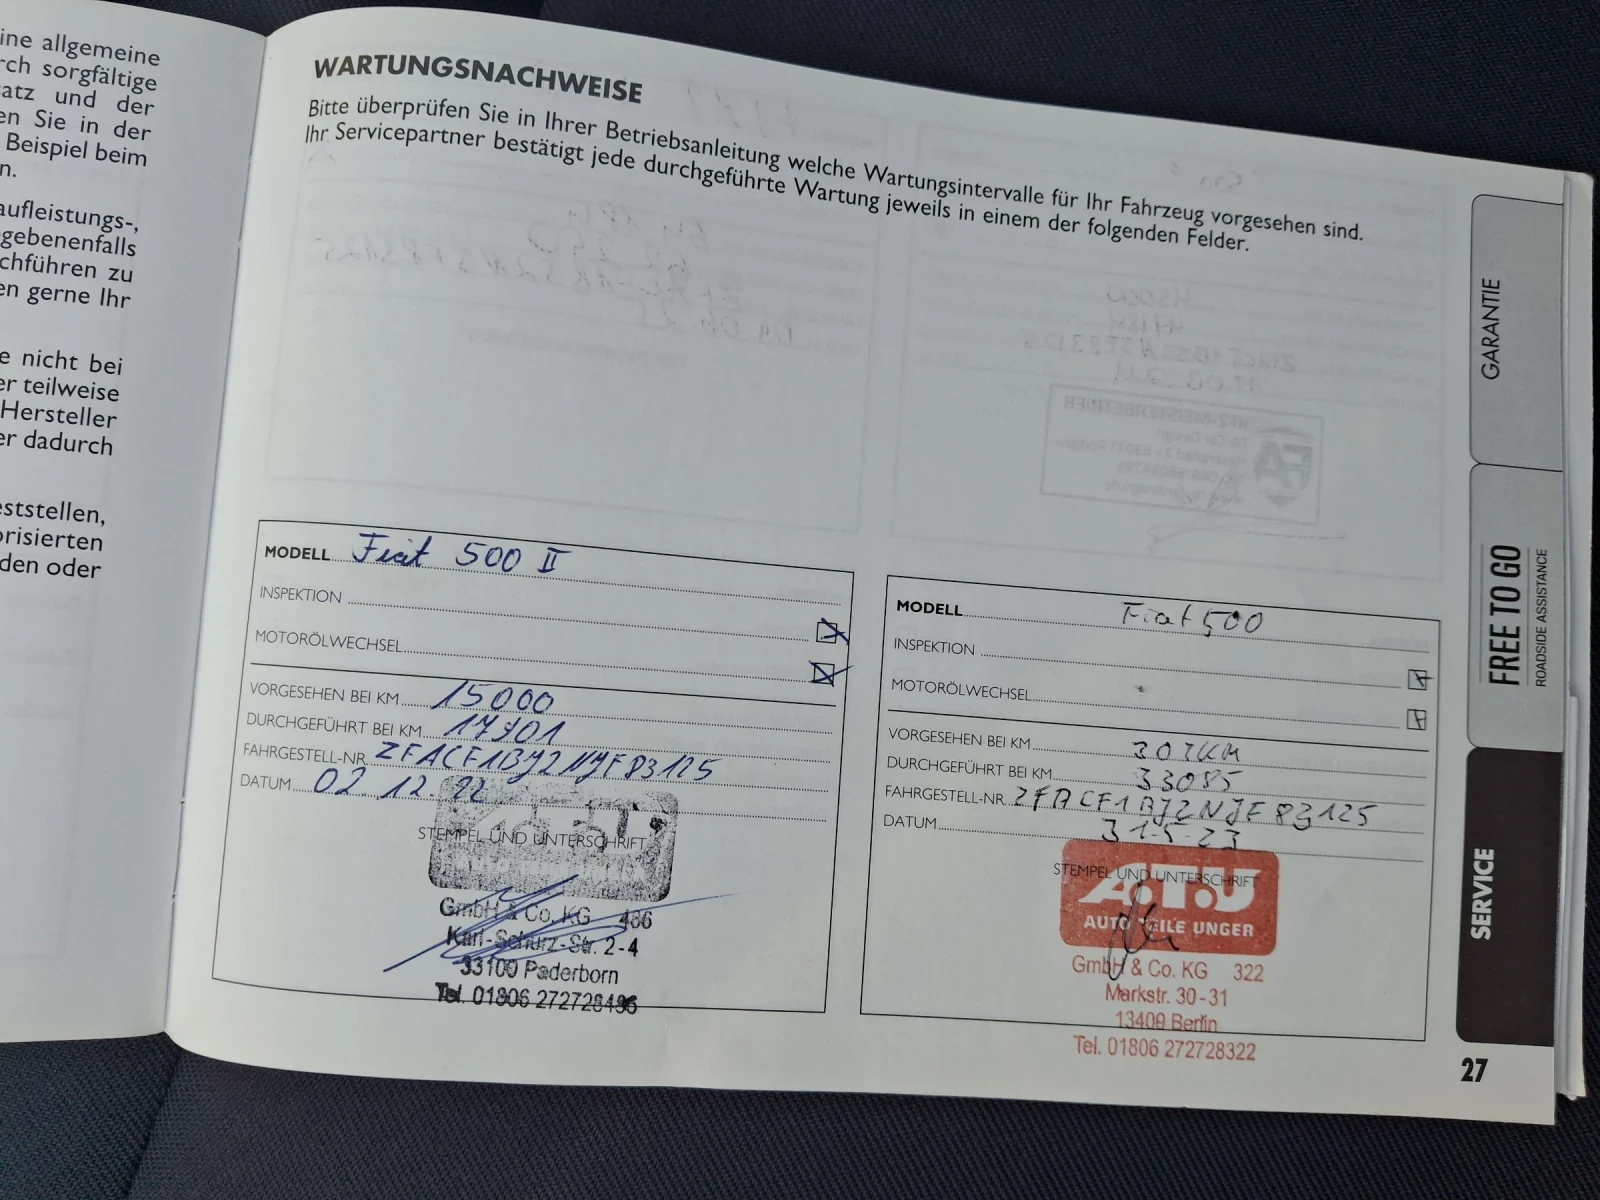 ine allgemeine
rch sorgfältige
atz und der
en Sie in der
Beispiel beim
n.
aufleistungs-,
gebenenfalls
chführen zu
en gerne Ihr
e nicht bei
er teilweise
Hersteller
er dadurch
eststellen,
orisierten
den oder
WARTUNGSNACHWEISE
Bitte überprüfen Sie in Ihrer Betriebsanleitung welche Wartungsintervalle für Ihr Fahrzeug vorgesehen sind.
Ihr Servicepartner bestätigt jede durchgeführte Wartung jeweils in einem der folgenden Felder.
MODELL Fiat 500 II
INSPEKTION
MOTORÖLWECHSEL
VORGESEHEN BEI KM 15000
DURCHGEFÜHRT BEI KM 17901
FAHRGESTELL-NR. ZFACF1BJ2NJF83125
DATUM 02.12.22
STEMPEL UND UNTERSCHRIFT
GmbH & Co. KG 486
Karl-Schurz-Str. 2-4
33100 Paderborn
Tel. 01806 272728486
MODELL Fiat 500
INSPEKTION
MOTORÖLWECHSEL
VORGESEHEN BEI KM
DURCHGEFÜHRT BEI KM 33085
FAHRGESTELL-NR. ZFACF1BJ2NJF83125
DATUM 31.5.23
STEMPEL UND UNTERSCHRIFT
A.T.U
AUTO TEILE UNGER
GmbH & Co. KG 322
Markstr. 30-31
13409 Berlin
Tel. 01806 272728322
GARANTIE
FREE TO GO
ROADSIDE ASSISTANCE
SERVICE
27